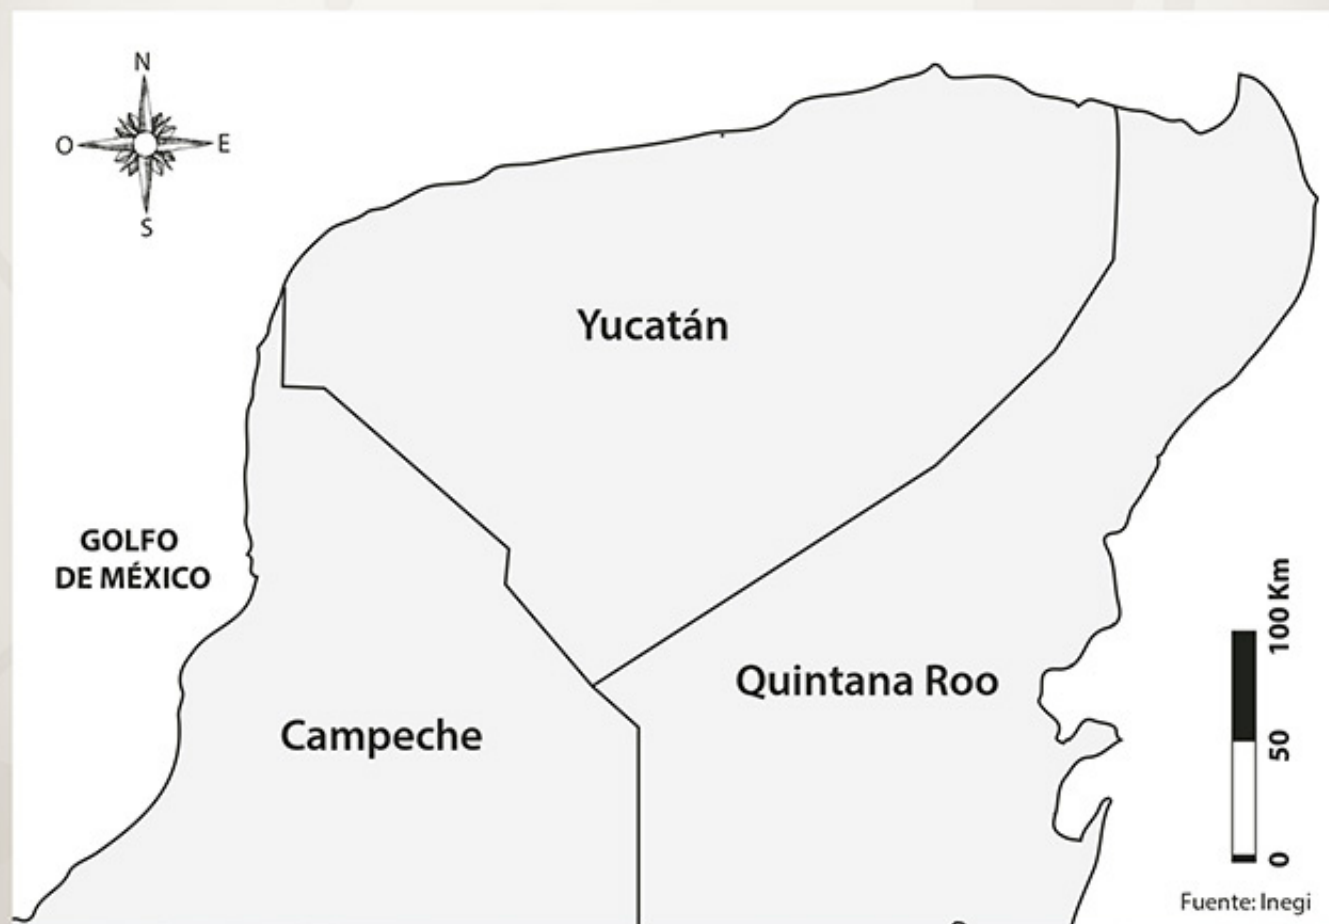 N
O E
S
Yucatán
GOLFO
DE MÉXICO
Quintana Roo
Campeche
100 Km
50
0
Fuente: Inegi